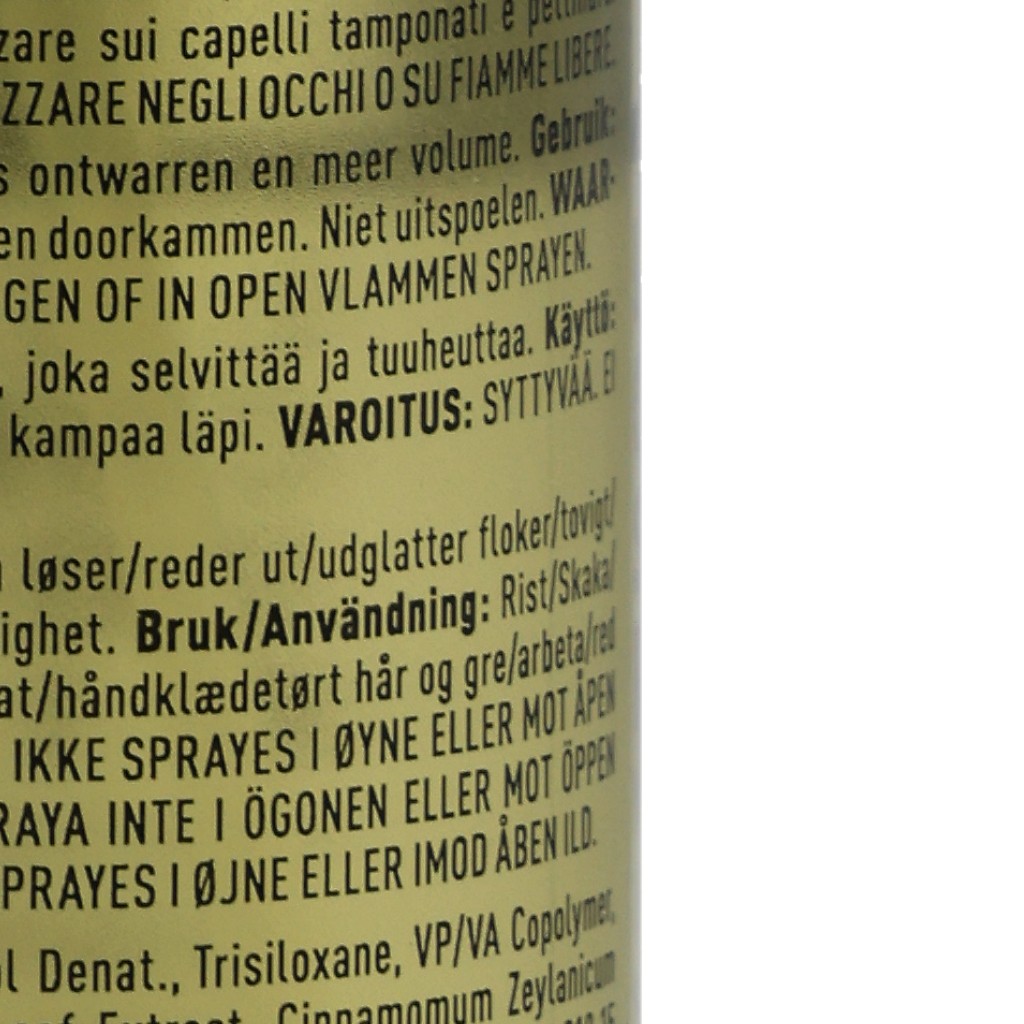 zare sui capelli tamponati e
ZZARE NEGLI OCCHI O SU FIAMME LIBERE.
s ontwarren en meer volume. Gebruik:
en doorkammen. Niet uitspoelen. WAAR-
GEN OF IN OPEN VLAMMEN SPRAYEN.
, joka selvittää ja tuuheuttaa. Käyttö:
kampaa läpi. VAROITUS: SYTTYVÄÄ. EI
løser/reder ut/udglatter floker/tovigt/
ighet. Bruk/Användning: Rist/Skaka/
at/håndklædetørt hår og gre/arbeta/red
IKKE SPRAYES I ØYNE ELLER MOT ÅPEN
RAYA INTE I ÖGONEN ELLER MOT ÖPPEN
PRAYES I ØJNE ELLER IMOD ÅBEN ILD.
ol Denat., Trisiloxane, VP/VA Copolymer,
Extract, Cinnamomum Zeylanicum